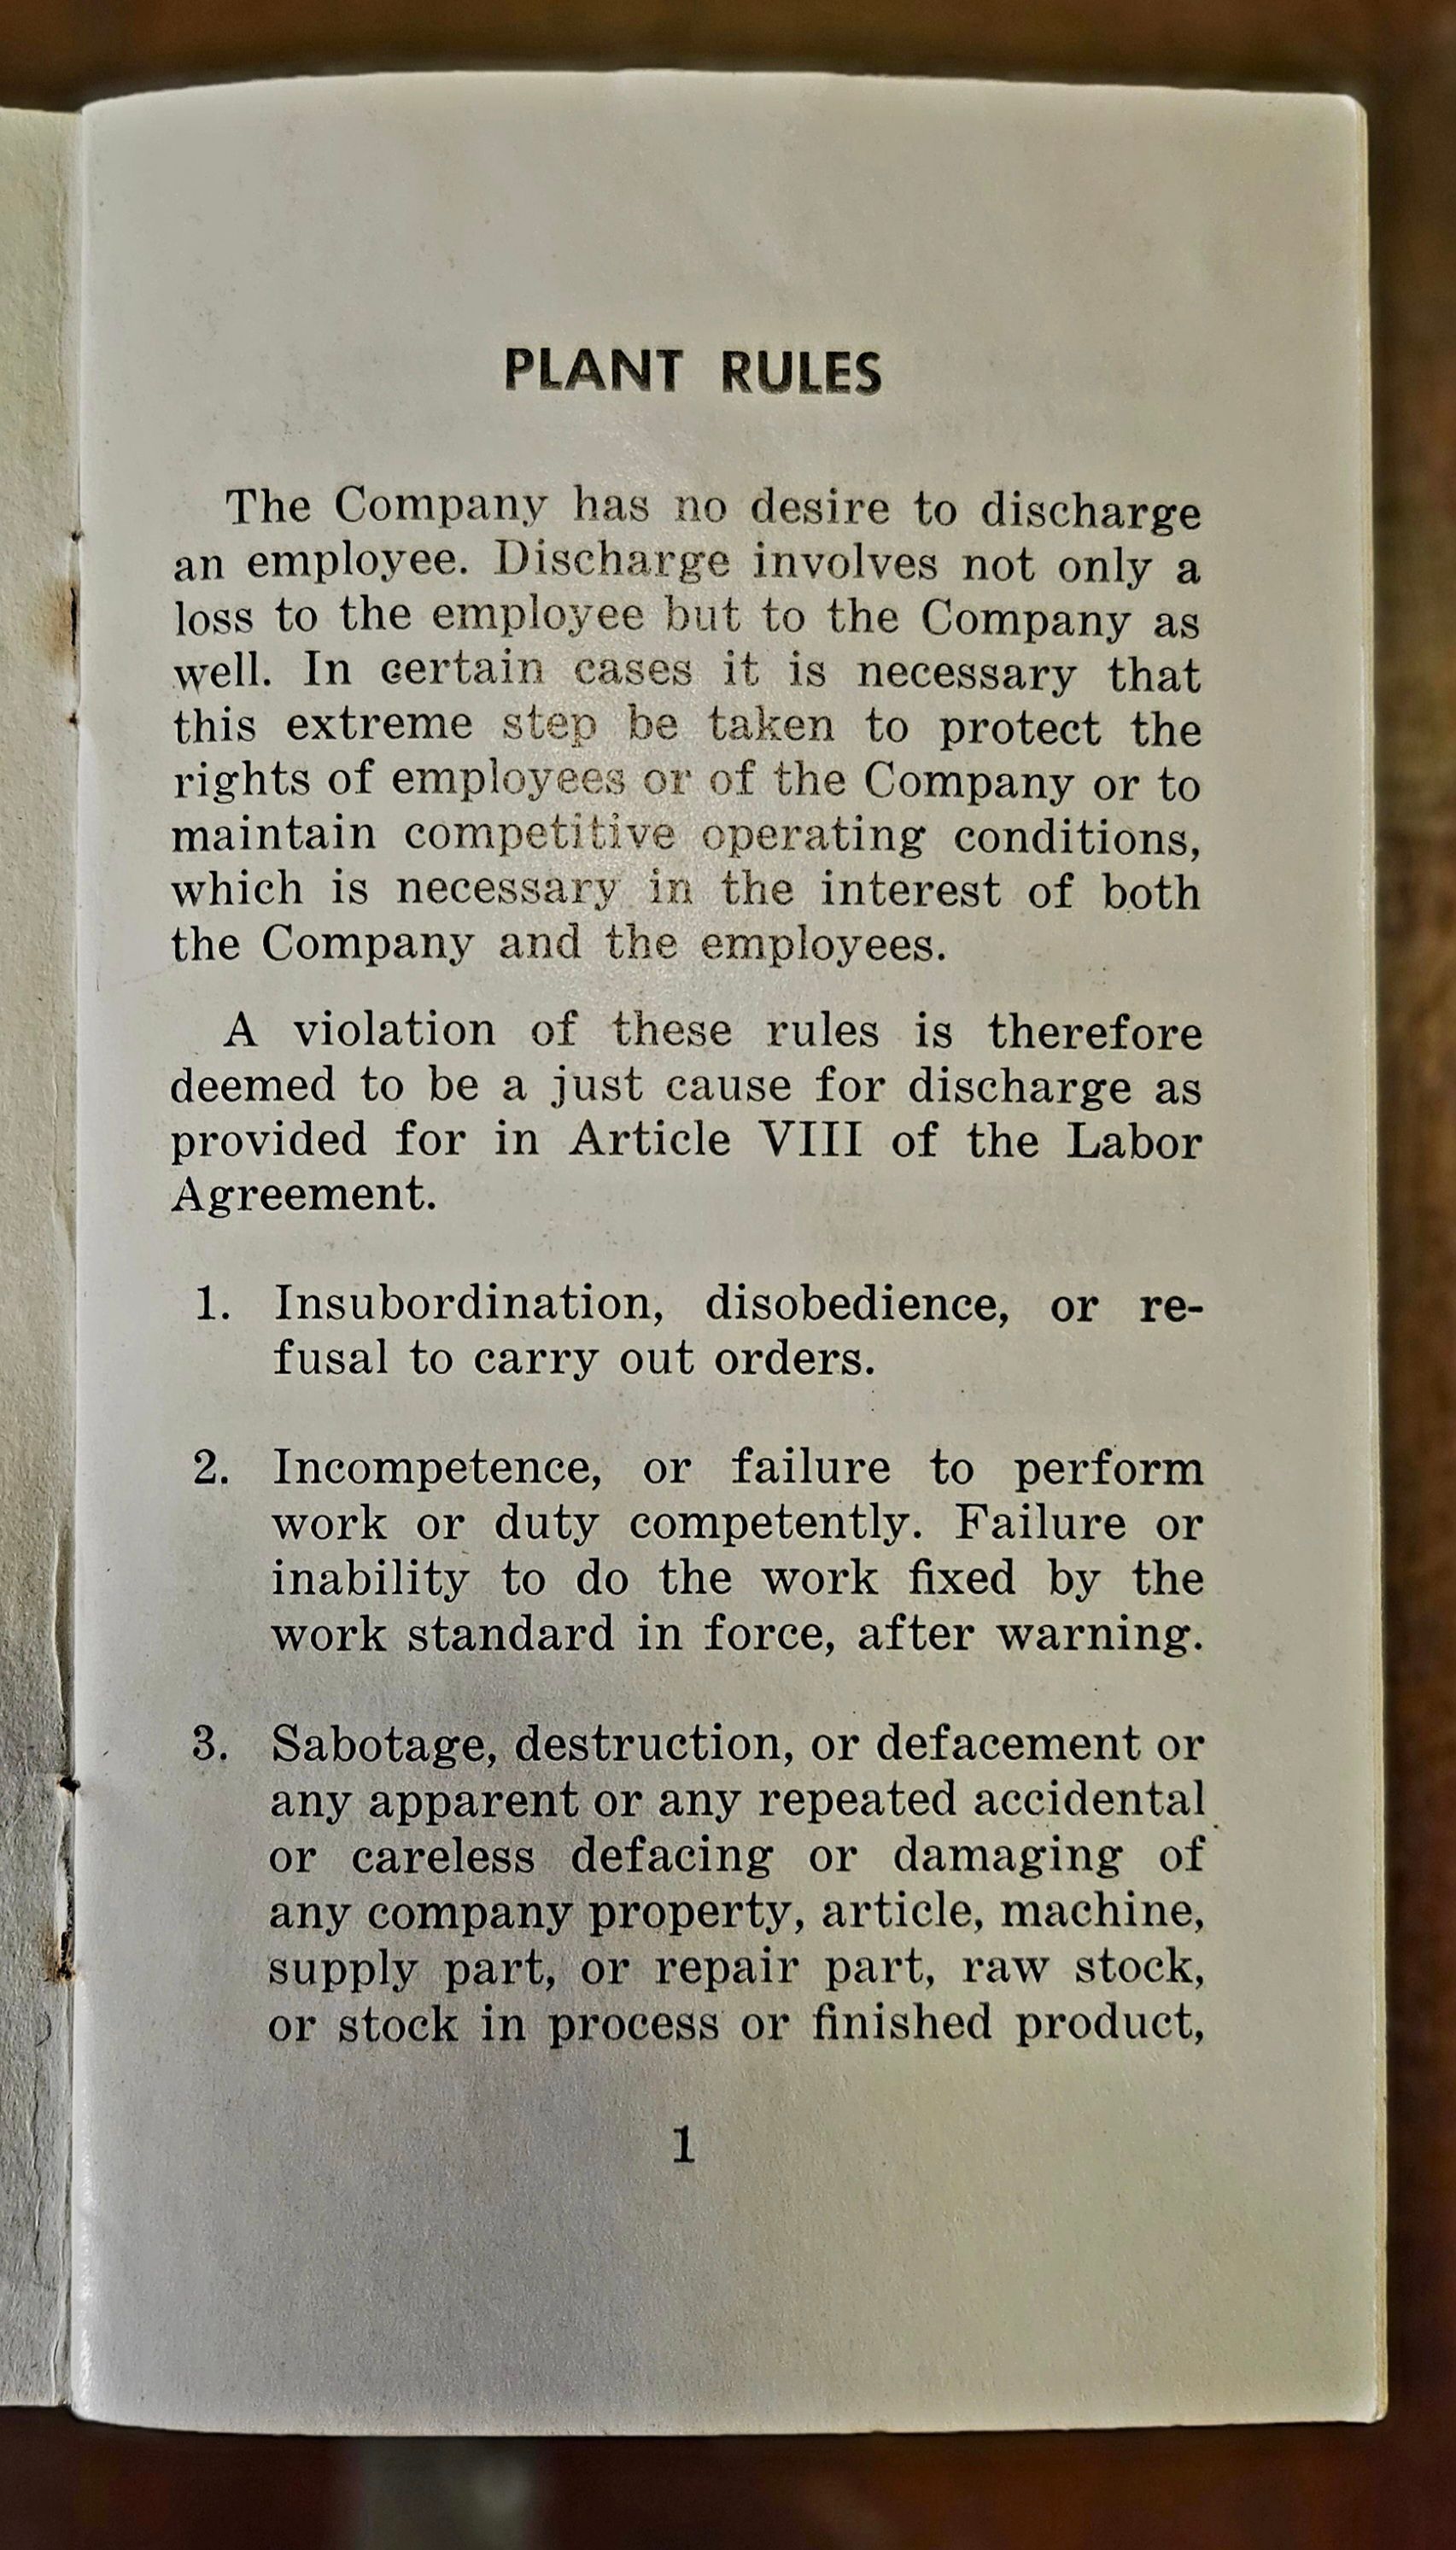 PLANT RULES
The Company has no desire to discharge
an employee. Discharge involves not only a
loss to the employee but to the Company as
well. In certain cases it is necessary that
this extreme step be taken to protect the
rights of employees or of the Company or to
maintain competitive operating conditions,
which is necessary in the interest of both
the Company and the employees.
A violation of these rules is therefore
deemed to be a just cause for discharge as
provided for in Article VIII of the Labor
Agreement.
1. Insubordination, disobedience, or re-
fusal to carry out orders.
2. Incompetence, or failure to perform
work or duty competently. Failure or
inability to do the work fixed by the
work standard in force, after warning.
3. Sabotage, destruction, or defacement or
any apparent or any repeated accidental
or careless defacing or damaging of
any company property, article, machine,
supply part, or repair part, raw stock,
or stock in process or finished product,
1